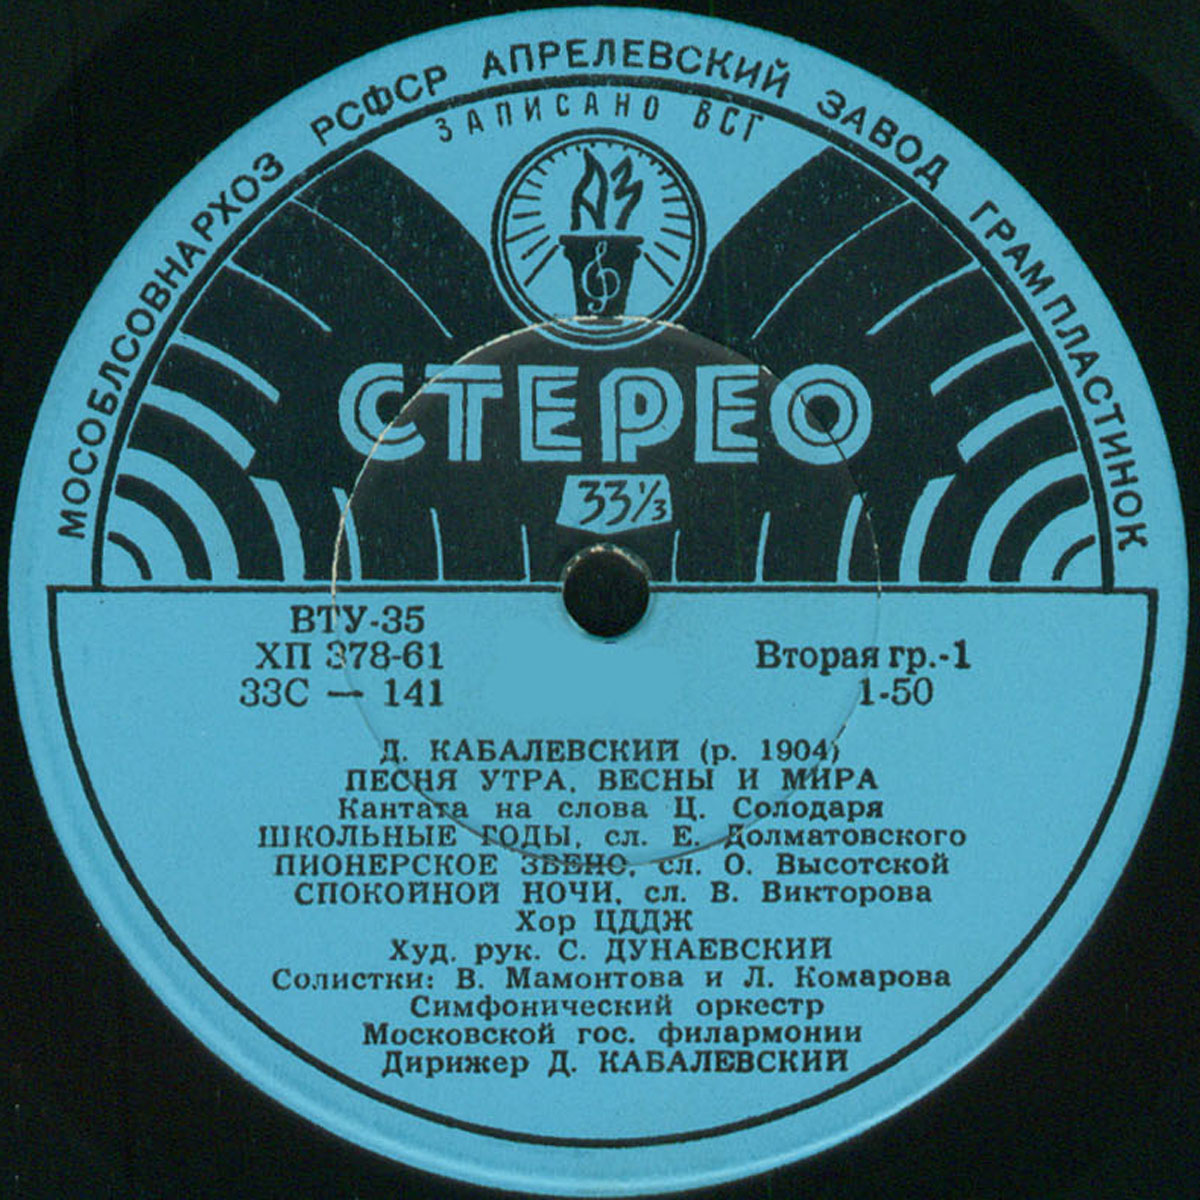 МОСОБЛСОВНАРХОЗ РСФСР АПРЕЛЕВСКИЙ ЗАВОД ГРАМПЛАСТИНОК
ЗАПИСАНО ВСГ
АЗ
СТЕРЕО
33⅓
ВТУ-35
ХП 378-61
33С — 141
Вторая гр.-1
1-50
Д. КАБАЛЕВСКИЙ (р. 1904)
ПЕСНЯ УТРА, ВЕСНЫ И МИРА
Кантата на слова Ц. Солодаря
ШКОЛЬНЫЕ ГОДЫ, сл. Е. Долматовского
ПИОНЕРСКОЕ ЗВЕНО, сл. О. Высотской
СПОКОЙНОЙ НОЧИ, сл. В. Викторова
Хор ЦДДЖ
Худ. рук. С. ДУНАЕВСКИЙ
Солистки: В. Мамонтова и Л. Комарова
Симфонический оркестр
Московской гос. филармонии
Дирижер Д. КАБАЛЕВСКИЙ